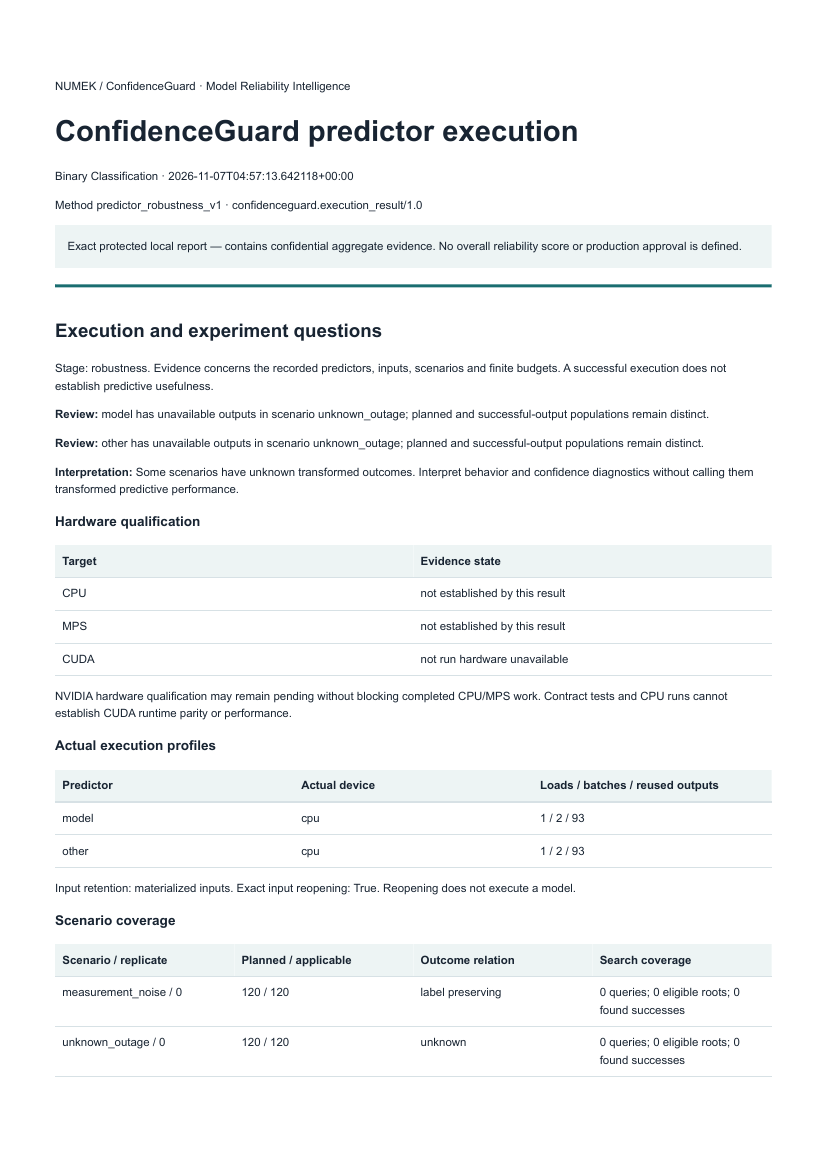 NUMEK / ConfidenceGuard · Model Reliability Intelligence
ConfidenceGuard predictor execution
Binary Classification · 2026-11-07T04:57:13.642118+00:00
Method predictor_robustness_v1 · confidenceguard.execution_result/1.0
Exact protected local report — contains confidential aggregate evidence. No overall reliability score or production approval is defined.
Execution and experiment questions
Stage: robustness. Evidence concerns the recorded predictors, inputs, scenarios and finite budgets. A successful execution does not
establish predictive usefulness.
Review: model has unavailable outputs in scenario unknown_outage; planned and successful-output populations remain distinct.
Review: other has unavailable outputs in scenario unknown_outage; planned and successful-output populations remain distinct.
Interpretation: Some scenarios have unknown transformed outcomes. Interpret behavior and confidence diagnostics without calling them
transformed predictive performance.
Hardware qualification
Target Evidence state
CPU not established by this result
MPS not established by this result
CUDA not run hardware unavailable
NVIDIA hardware qualification may remain pending without blocking completed CPU/MPS work. Contract tests and CPU runs cannot
establish CUDA runtime parity or performance.
Actual execution profiles
Predictor Actual device Loads / batches / reused outputs
model cpu 1 / 2 / 93
other cpu 1 / 2 / 93
Input retention: materialized inputs. Exact input reopening: True. Reopening does not execute a model.
Scenario coverage
Scenario / replicate Planned / applicable Outcome relation Search coverage
measurement_noise / 0 120 / 120 label preserving 0 queries; 0 eligible roots; 0
found successes
unknown_outage / 0 120 / 120 unknown 0 queries; 0 eligible roots; 0
found successes